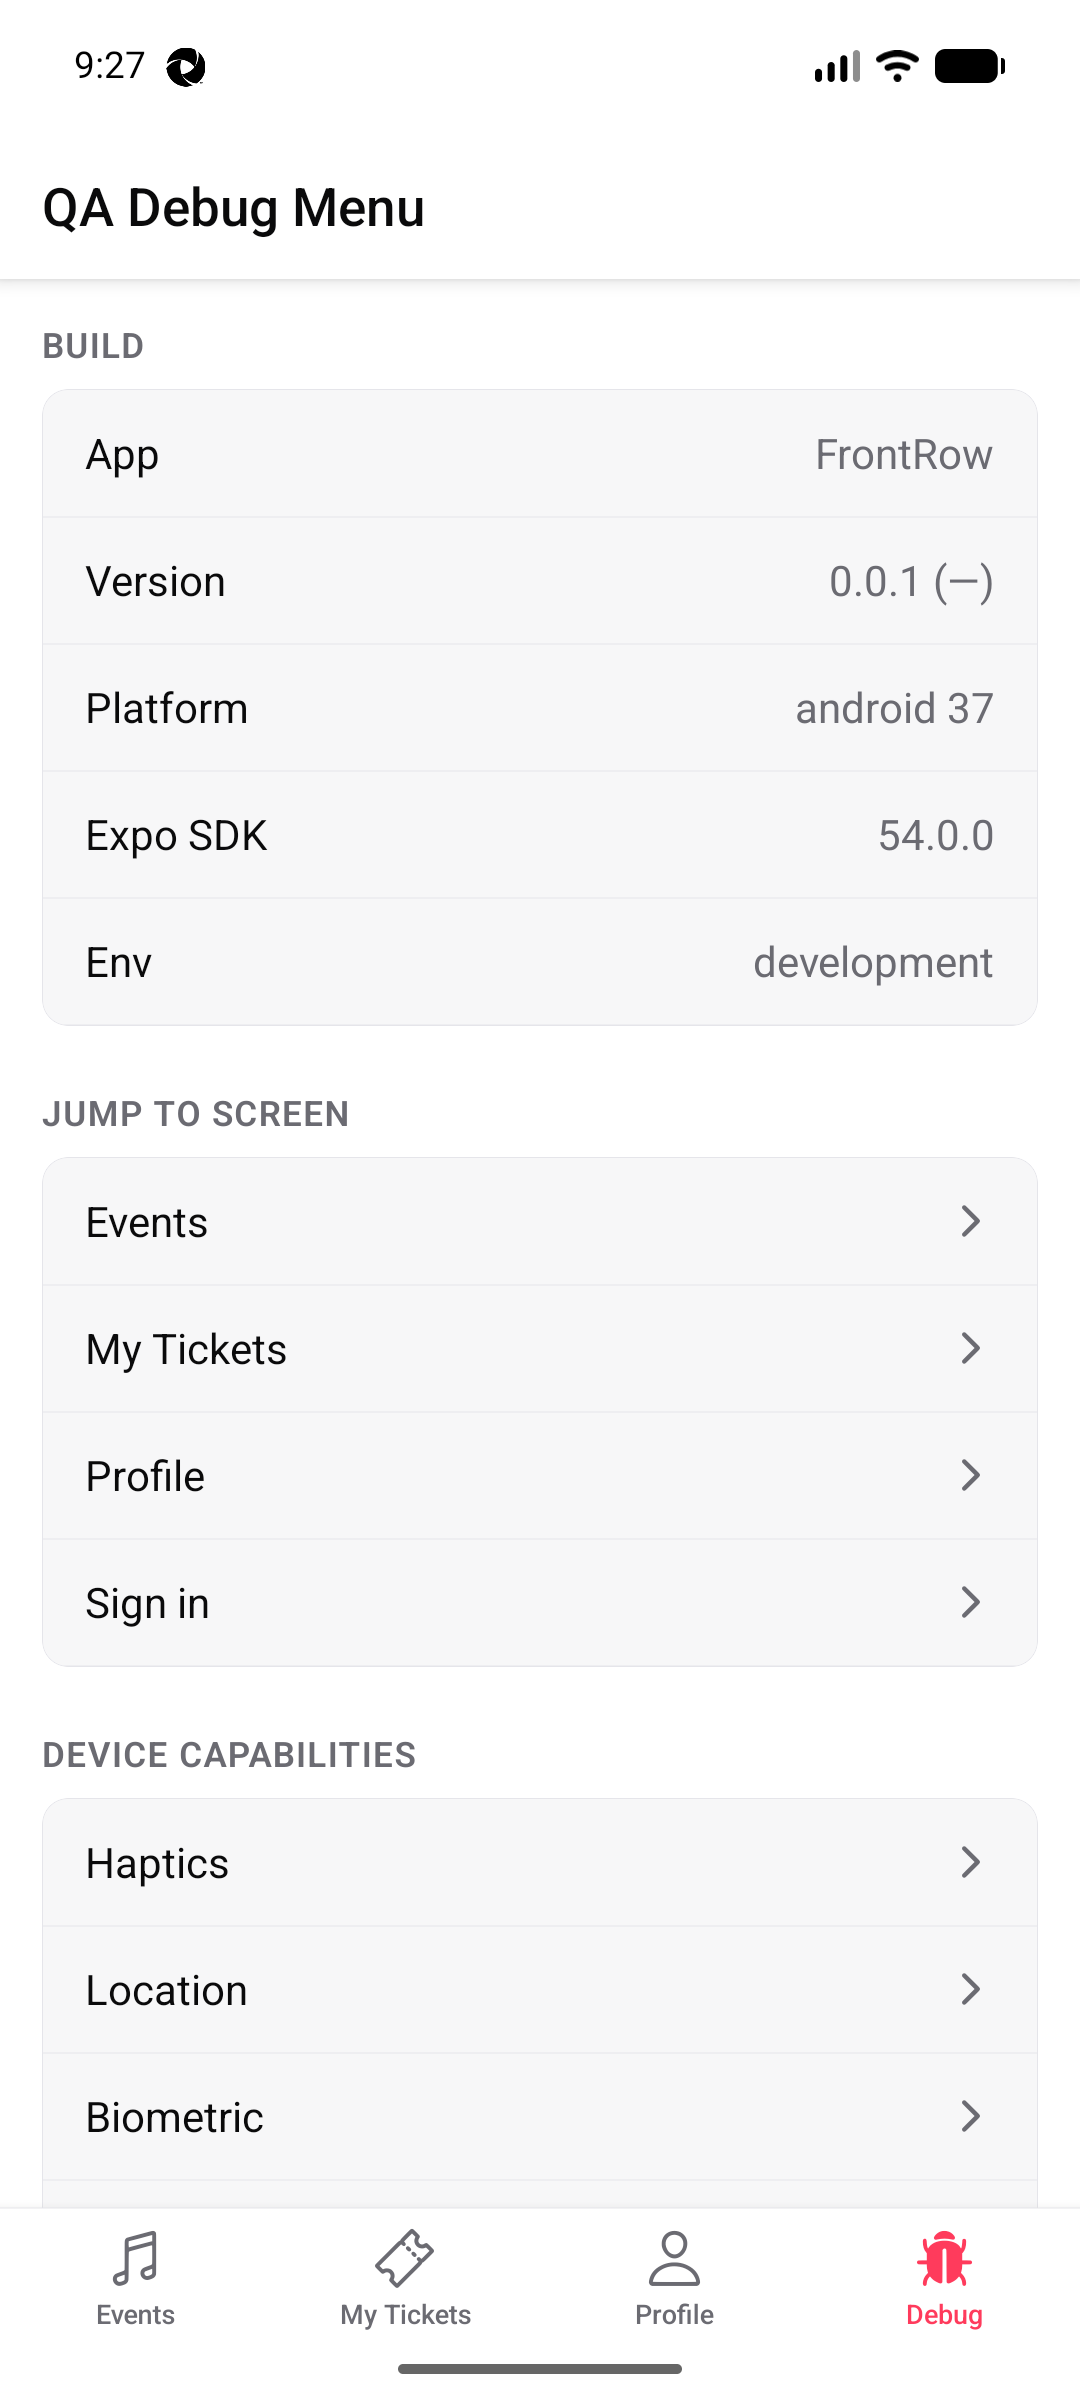 9:27
QA Debug Menu
BUILD
App FrontRow
Version 0.0.1 (—)
Platform android 37
Expo SDK 54.0.0
Env development
JUMP TO SCREEN
Events
My Tickets
Profile
Sign in
DEVICE CAPABILITIES
Haptics
Location
Biometric
Events My Tickets Profile Debug